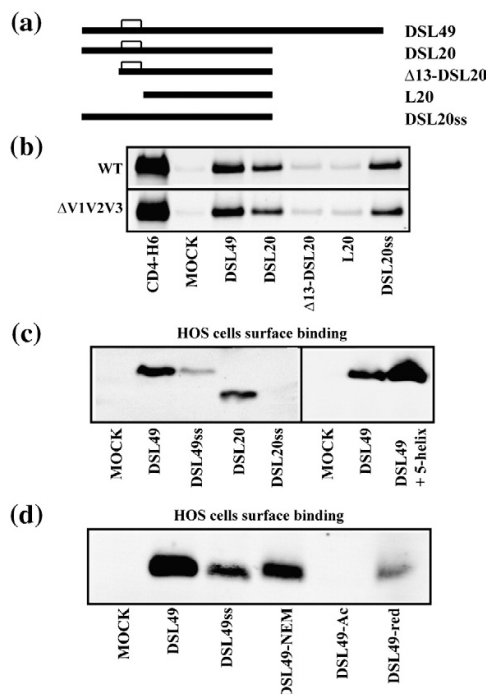 (a)
DSL49
DSL20
Δ13-DSL20
L20
DSL20ss
(b)
WT
ΔV1V2V3
CD4-H6
MOCK
DSL49
DSL20
Δ13-DSL20
L20
DSL20ss
(c)
HOS cells surface binding
MOCK
DSL49
DSL49ss
DSL20
DSL20ss
MOCK
DSL49
DSL49
+ 5-helix
(d)
HOS cells surface binding
MOCK
DSL49
DSL49ss
DSL49-NEM
DSL49-Ac
DSL49-red